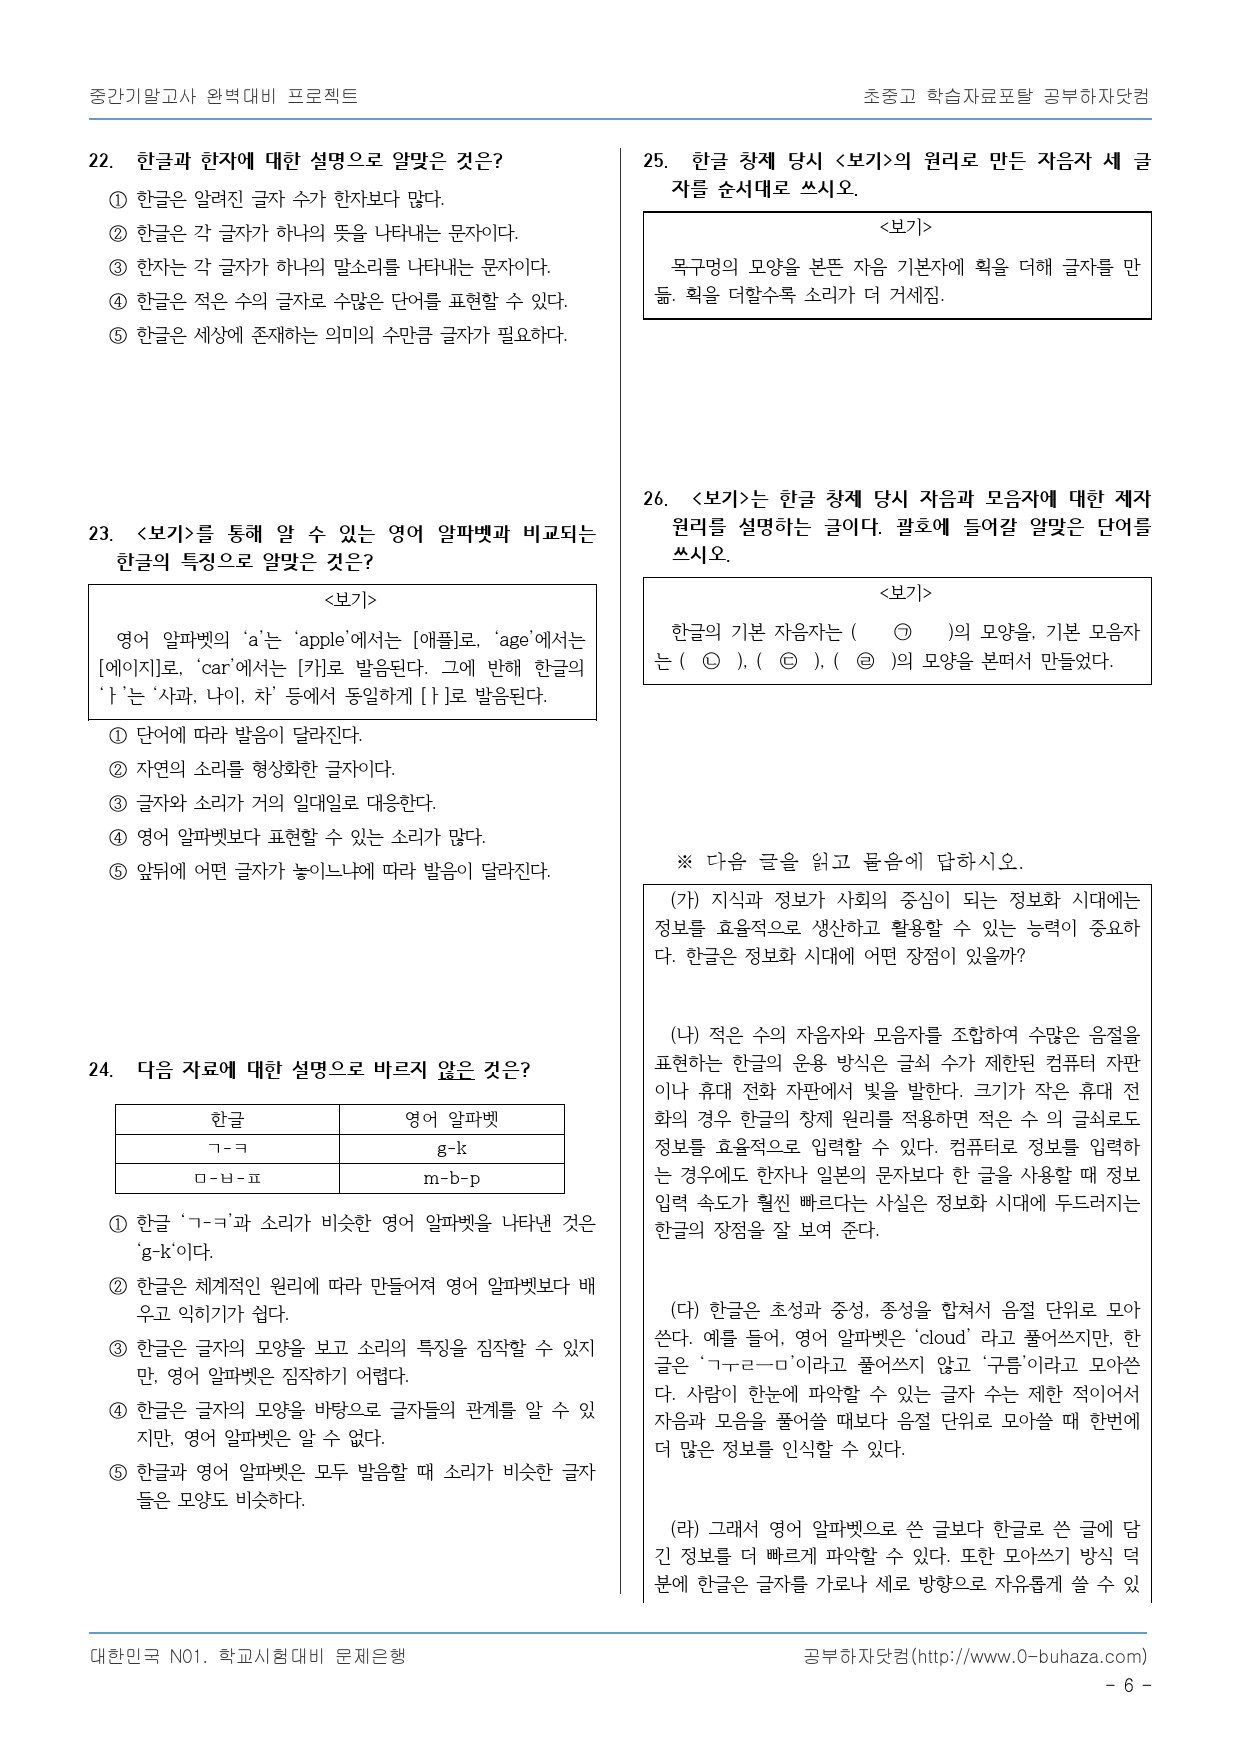 중간기말고사 완벽대비 프로젝트
초중고 학습자료포탈 공부하자닷컴
22. 한글과 한자에 대한 설명으로 알맞은 것은?
① 한글은 알려진 글자 수가 한자보다 많다.
② 한글은 각 글자가 하나의 뜻을 나타내는 문자이다.
③ 한자는 각 글자가 하나의 말소리를 나타내는 문자이다.
④ 한글은 적은 수의 글자로 수많은 단어를 표현할 수 있다.
⑤ 한글은 세상에 존재하는 의미의 수만큼 글자가 필요하다.
23. <보기>를 통해 알 수 있는 영어 알파벳과 비교되는
한글의 특징으로 알맞은 것은?
<보기>
영어 알파벳의 ‘a’는 ‘apple’에서는 [애플]로, ‘age’에서는
[에이지]로, ‘car’에서는 [카]로 발음된다. 그에 반해 한글의
‘ㅏ’는 ‘사과, 나이, 차’ 등에서 동일하게 [ㅏ]로 발음된다.
① 단어에 따라 발음이 달라진다.
② 자연의 소리를 형상화한 글자이다.
③ 글자와 소리가 거의 일대일로 대응한다.
④ 영어 알파벳보다 표현할 수 있는 소리가 많다.
⑤ 앞뒤에 어떤 글자가 놓이느냐에 따라 발음이 달라진다.
24. 다음 자료에 대한 설명으로 바르지 않은 것은?
한글 영어 알파벳
ㄱ-ㅋ g-k
ㅁ-ㅂ-ㅍ m-b-p
① 한글 ‘ㄱ-ㅋ’과 소리가 비슷한 영어 알파벳을 나타낸 것은
‘g-k‘이다.
② 한글은 체계적인 원리에 따라 만들어져 영어 알파벳보다 배
우고 익히기가 쉽다.
③ 한글은 글자의 모양을 보고 소리의 특징을 짐작할 수 있지
만, 영어 알파벳은 짐작하기 어렵다.
④ 한글은 글자의 모양을 바탕으로 글자들의 관계를 알 수 있
지만, 영어 알파벳은 알 수 없다.
⑤ 한글과 영어 알파벳은 모두 발음할 때 소리가 비슷한 글자
들은 모양도 비슷하다.
25. 한글 창제 당시 <보기>의 원리로 만든 자음자 세 글
자를 순서대로 쓰시오.
<보기>
목구멍의 모양을 본뜬 자음 기본자에 획을 더해 글자를 만
듦. 획을 더할수록 소리가 더 거세짐.
26. <보기>는 한글 창제 당시 자음과 모음자에 대한 제자
원리를 설명하는 글이다. 괄호에 들어갈 알맞은 단어를
쓰시오.
<보기>
한글의 기본 자음자는 ( ㉠ )의 모양을, 기본 모음자
는 ( ㉡ ), ( ㉢ ), ( ㉣ )의 모양을 본떠서 만들었다.
※ 다음 글을 읽고 물음에 답하시오.
(가) 지식과 정보가 사회의 중심이 되는 정보화 시대에는
정보를 효율적으로 생산하고 활용할 수 있는 능력이 중요하
다. 한글은 정보화 시대에 어떤 장점이 있을까?
(나) 적은 수의 자음자와 모음자를 조합하여 수많은 음절을
표현하는 한글의 운용 방식은 글쇠 수가 제한된 컴퓨터 자판
이나 휴대 전화 자판에서 빛을 발한다. 크기가 작은 휴대 전
화의 경우 한글의 창제 원리를 적용하면 적은 수 의 글쇠로도
정보를 효율적으로 입력할 수 있다. 컴퓨터로 정보를 입력하
는 경우에도 한자나 일본의 문자보다 한 글을 사용할 때 정보
입력 속도가 훨씬 빠르다는 사실은 정보화 시대에 두드러지는
한글의 장점을 잘 보여 준다.
(다) 한글은 초성과 중성, 종성을 합쳐서 음절 단위로 모아
쓴다. 예를 들어, 영어 알파벳은 ‘cloud’ 라고 풀어쓰지만, 한
글은 ‘ㄱㅜㄹㅡㅁ’이라고 풀어쓰지 않고 ‘구름’이라고 모아쓴
다. 사람이 한눈에 파악할 수 있는 글자 수는 제한 적이어서
자음과 모음을 풀어쓸 때보다 음절 단위로 모아쓸 때 한번에
더 많은 정보를 인식할 수 있다.
(라) 그래서 영어 알파벳으로 쓴 글보다 한글로 쓴 글에 담
긴 정보를 더 빠르게 파악할 수 있다. 또한 모아쓰기 방식 덕
분에 한글은 글자를 가로나 세로 방향으로 자유롭게 쓸 수 있
대한민국 N01. 학교시험대비 문제은행
공부하자닷컴(http://www.0-buhaza.com)
- 6 -